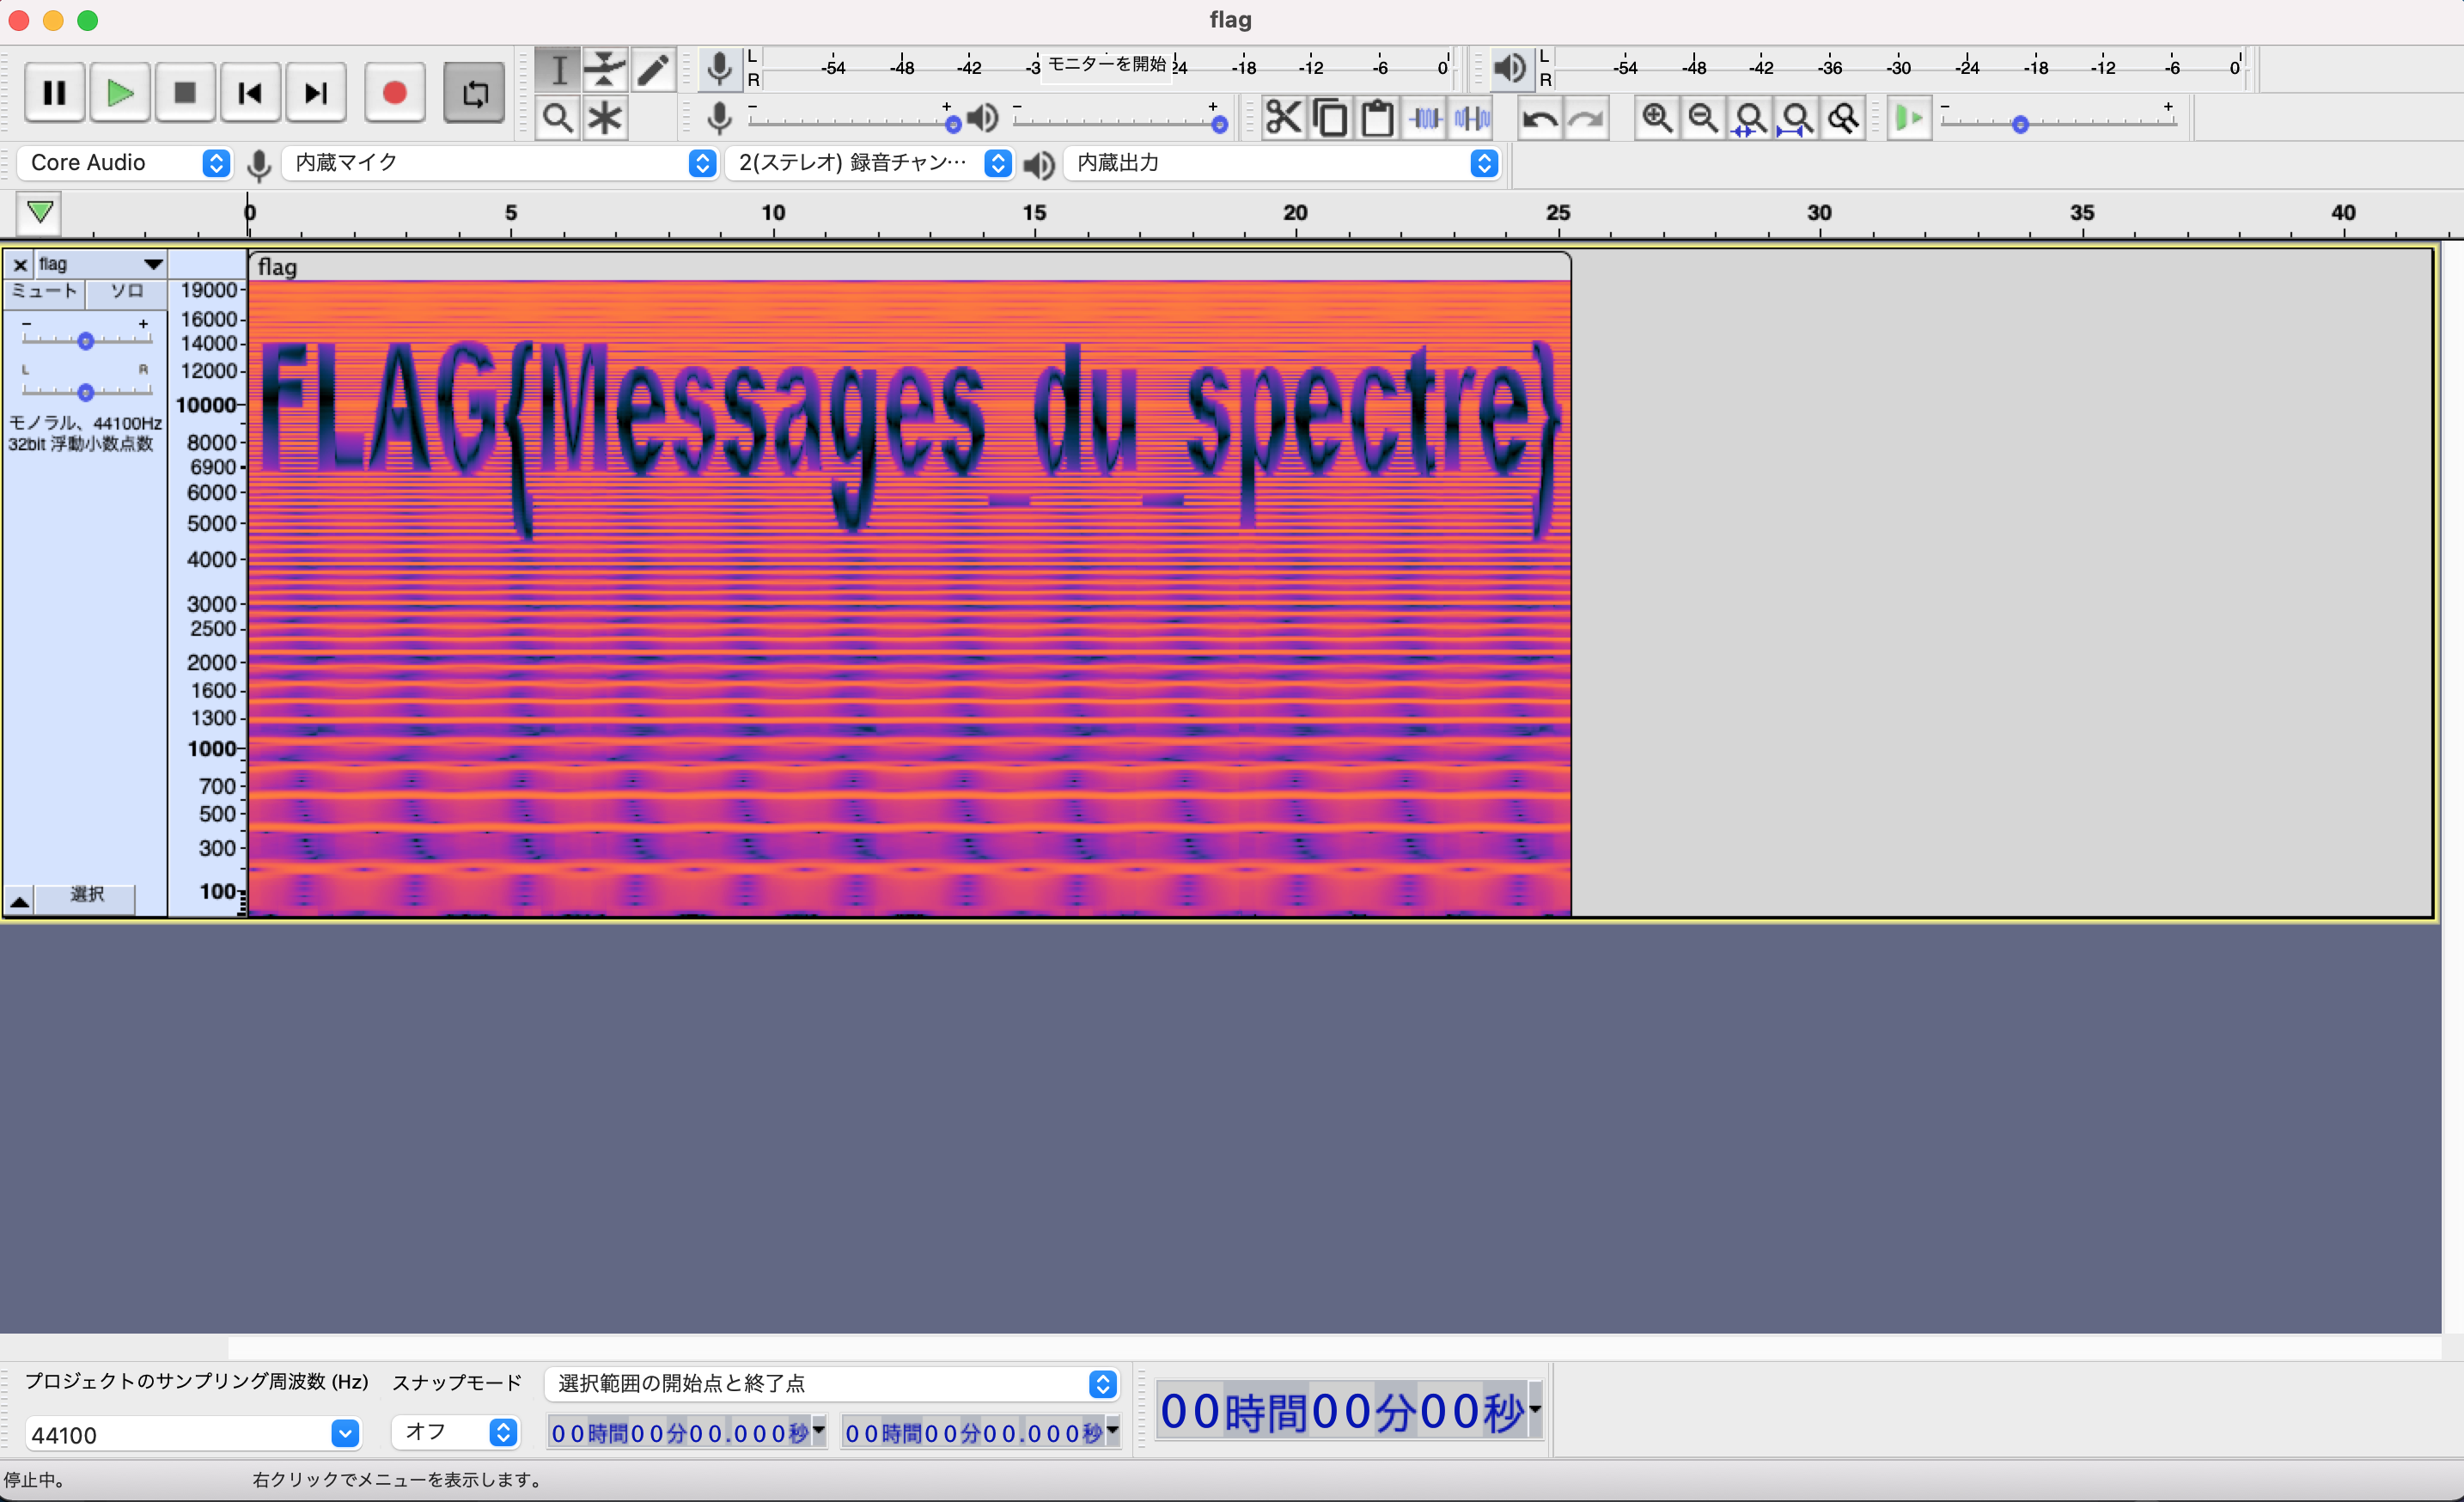 flag
L
R
-54 -48 -42 -3 モニターを開始 24 -18 -12 -6 0
L
R
-54 -48 -42 -36 -30 -24 -18 -12 -6 0
- + - + - +
Core Audio 内蔵マイク 2(ステレオ) 録音チャン… 内蔵出力
0 5 10 15 20 25 30 35 40
flag
flag
ミュート ソロ
- +
L R
モノラル、44100Hz
32bit 浮動小数点数
選択
19000
16000
14000
12000
10000
8000
6900
6000
5000
4000
3000
2500
2000
1600
1300
1000
700
500
300
100
FLAG{Messages_du_spectre}
プロジェクトのサンプリング周波数 (Hz) スナップモード 選択範囲の開始点と終了点
44100 オフ 00時間00分00.000秒 00時間00分00.000秒
00時間00分00秒
停止中。 右クリックでメニューを表示します。